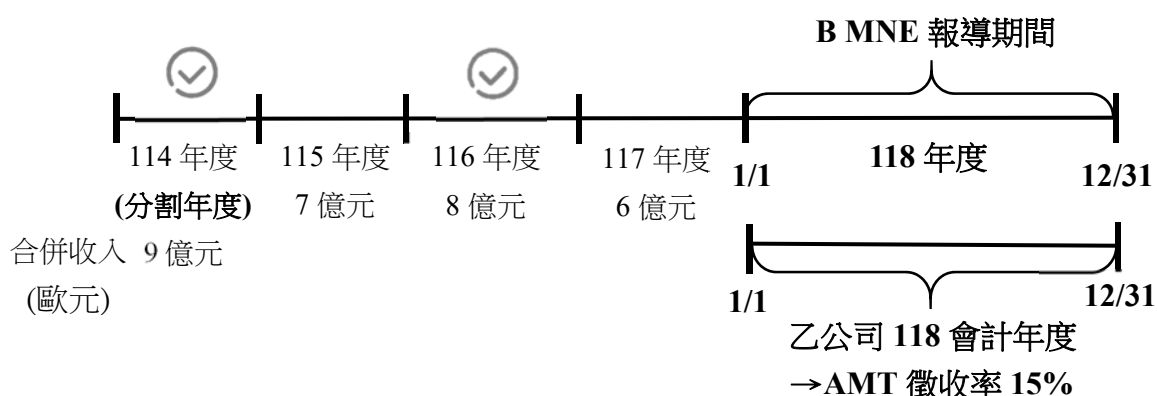 B MNE 報導期間
114 年度 115 年度 116 年度 117 年度 1/1 118 年度 12/31
(分割年度) 7 億元 8 億元 6 億元
合併收入 9 億元
(歐元)
1/1 12/31
乙公司 118 會計年度
→AMT 徵收率 15%